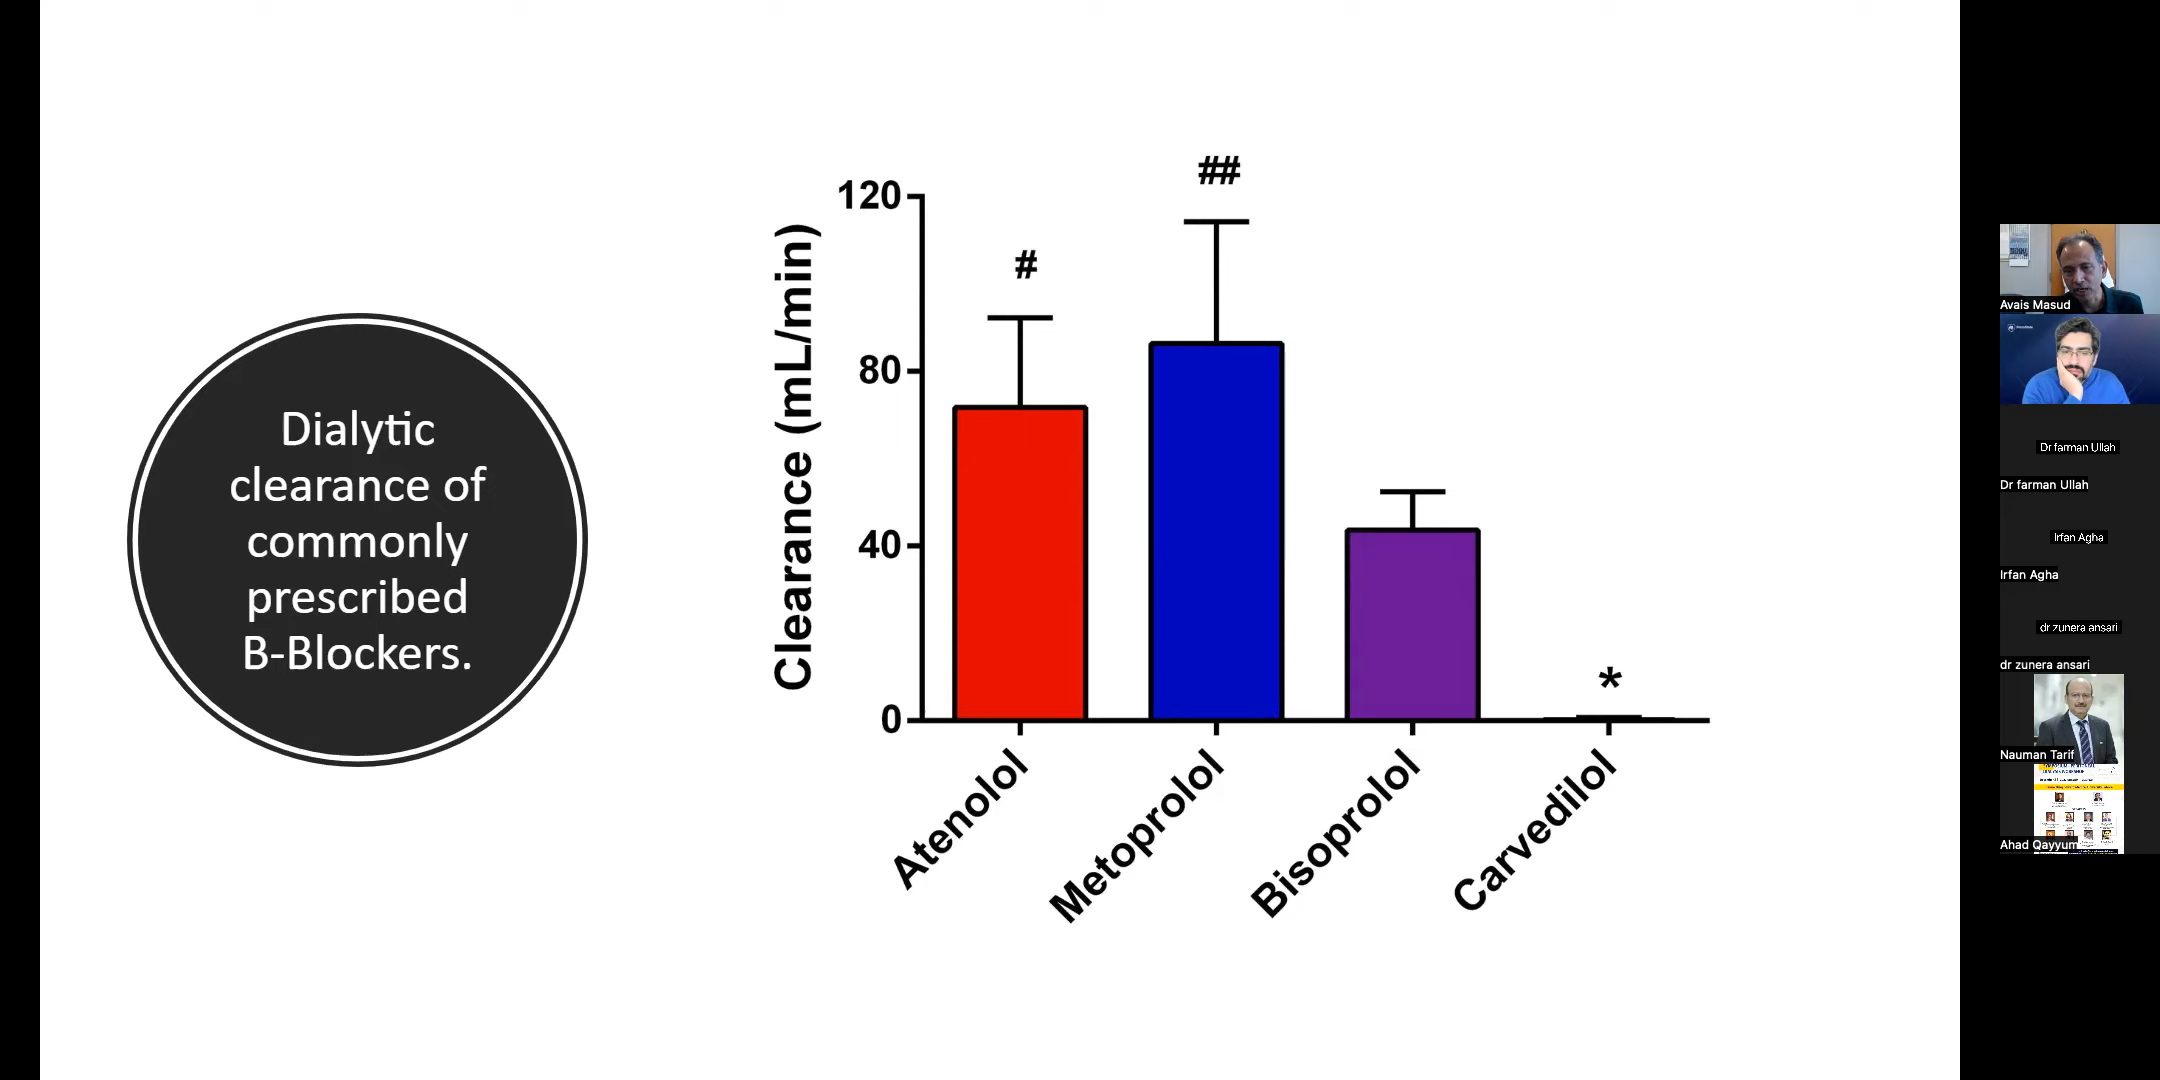 Dialytic
clearance of
commonly
prescribed
B-Blockers.
Clearance (mL/min)
120
80
40
0
#
##
*
Atenolol
Metoprolol
Bisoprolol
Carvedilol
Avais Masud
Dr farman Ullah
Dr farman Ullah
Irfan Agha
Irfan Agha
dr zunera ansari
dr zunera ansari
Nauman Tarif
Ahad Qayyum